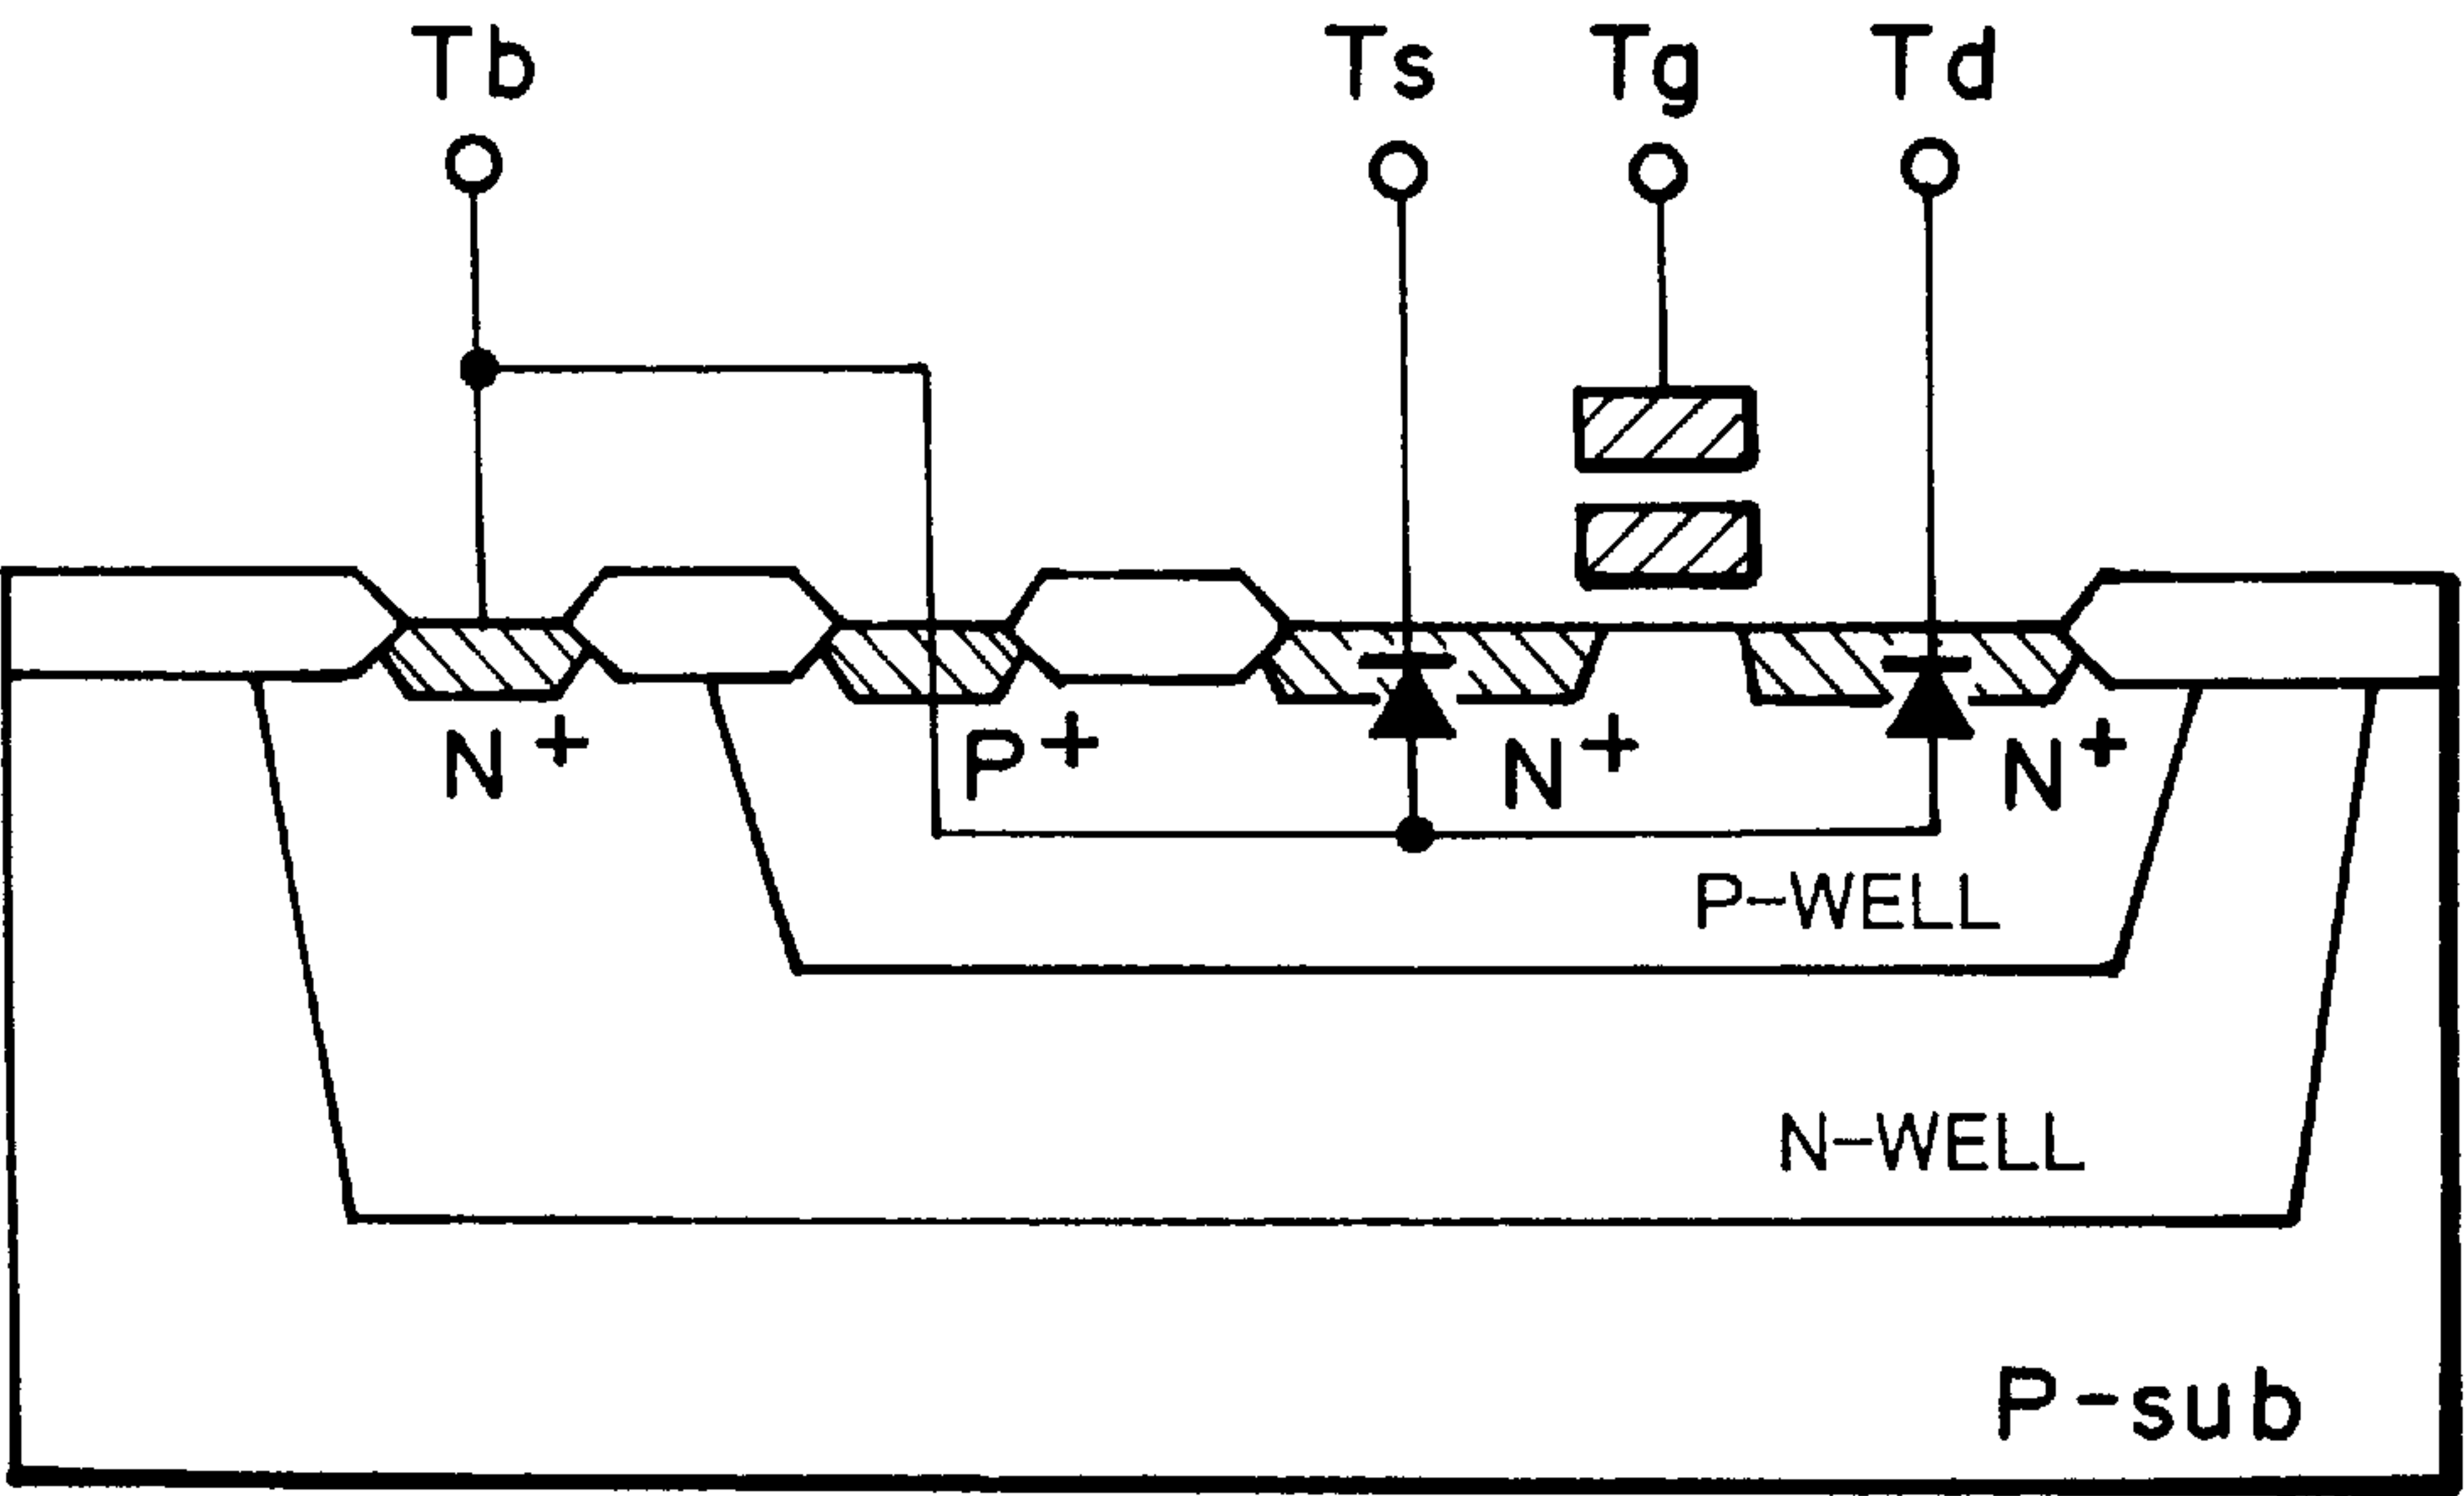 Tb Ts Tg Td
N+ P+ N+ N+
P-WELL
N-WELL
P-sub